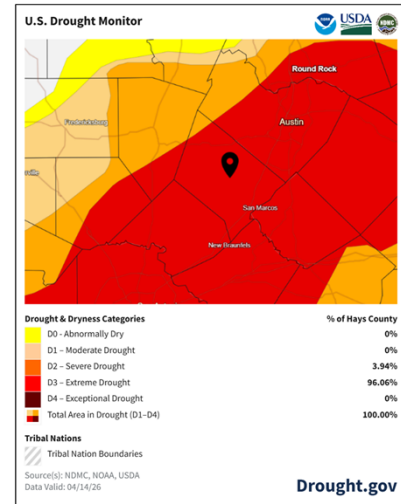 U.S. Drought Monitor
NOAA USDA NDMC
Round Rock
Fredericksburg
Austin
ville
San Marcos
New Braunfels
Drought & Dryness Categories % of Hays County
D0 - Abnormally Dry 0%
D1 – Moderate Drought 0%
D2 – Severe Drought 3.94%
D3 – Extreme Drought 96.06%
D4 – Exceptional Drought 0%
Total Area in Drought (D1–D4) 100.00%
Tribal Nations
Tribal Nation Boundaries
Source(s): NDMC, NOAA, USDA
Data Valid: 04/14/26
Drought.gov